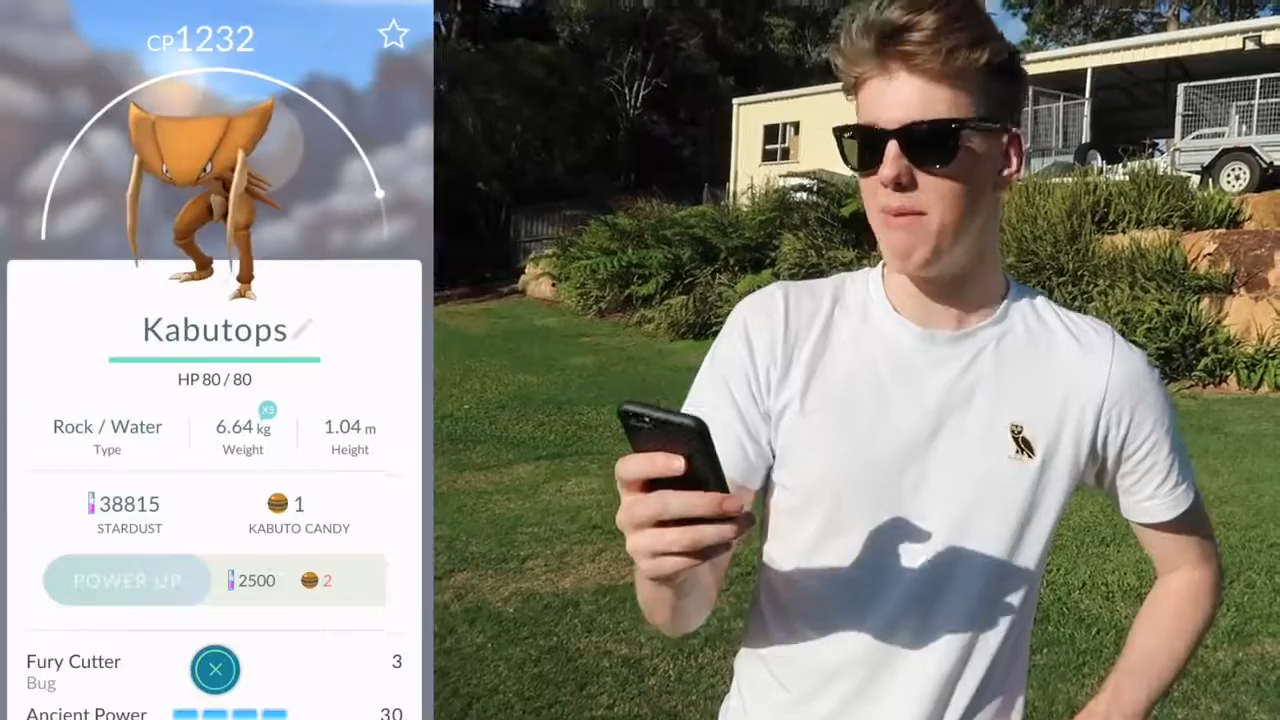 CP1232
Kabutops
HP 80 / 80
XS
Rock / Water
6.64 kg
1.04 m
Type
Weight
Height
38815
1
STARDUST
KABUTO CANDY
POWER UP
2500
2
Fury Cutter
3
Bug
Ancient Power
30